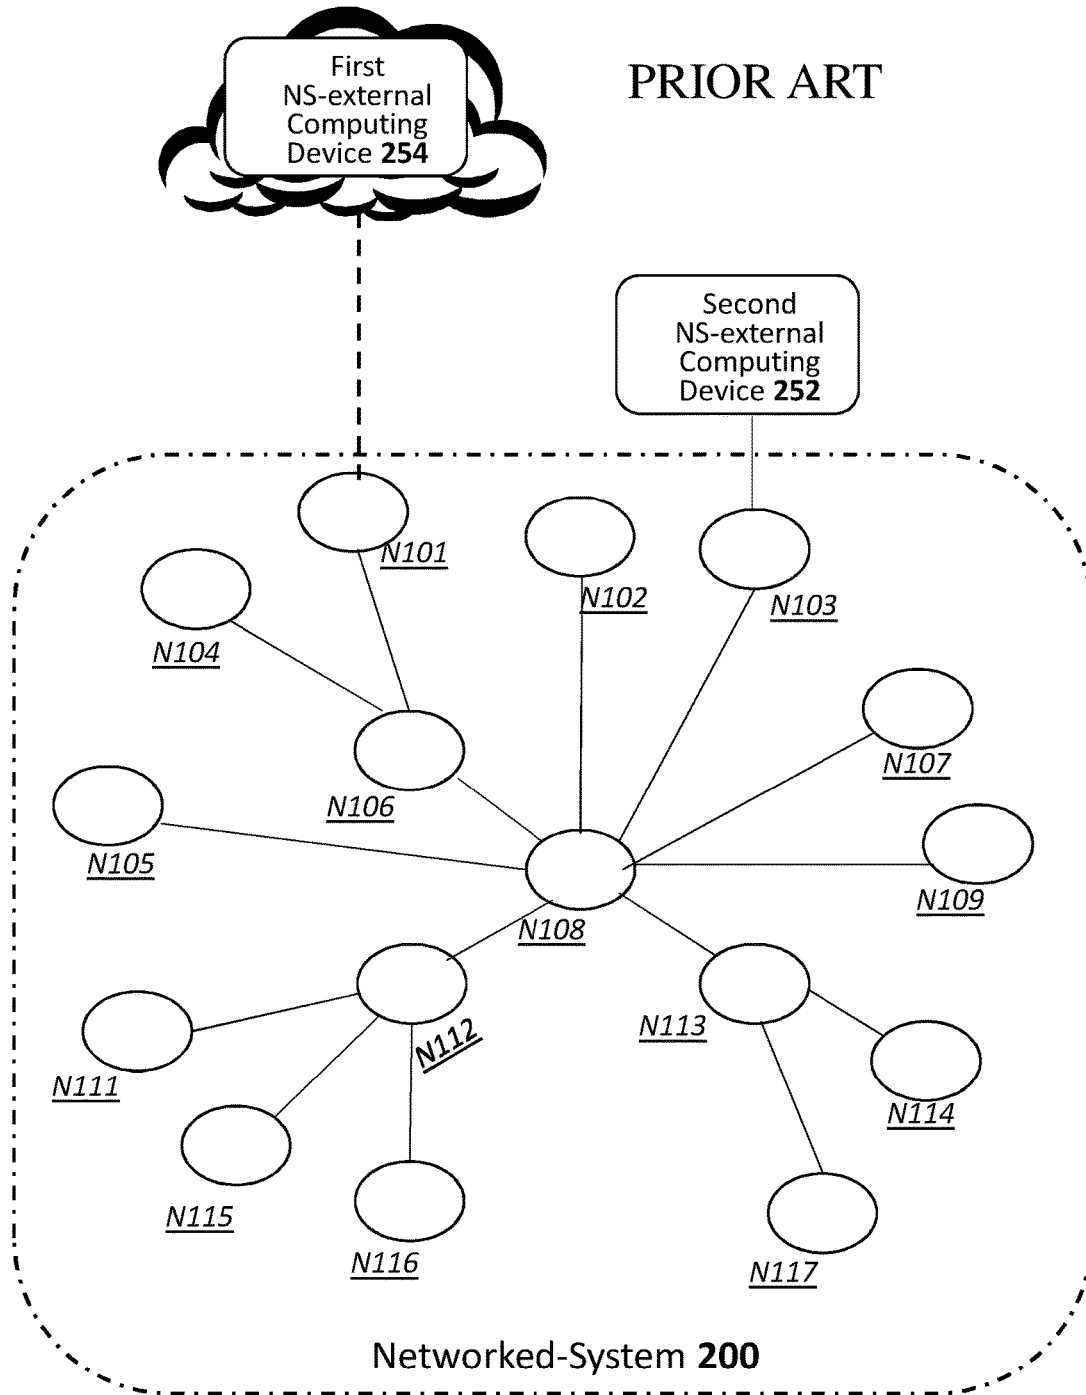 First
NS-external
Computing
Device 254
PRIOR ART
Second
NS-external
Computing
Device 252
N101
N102
N103
N104
N107
N106
N105
N109
N108
N113
N112
N111
N114
N115
N116
N117
Networked-System 200